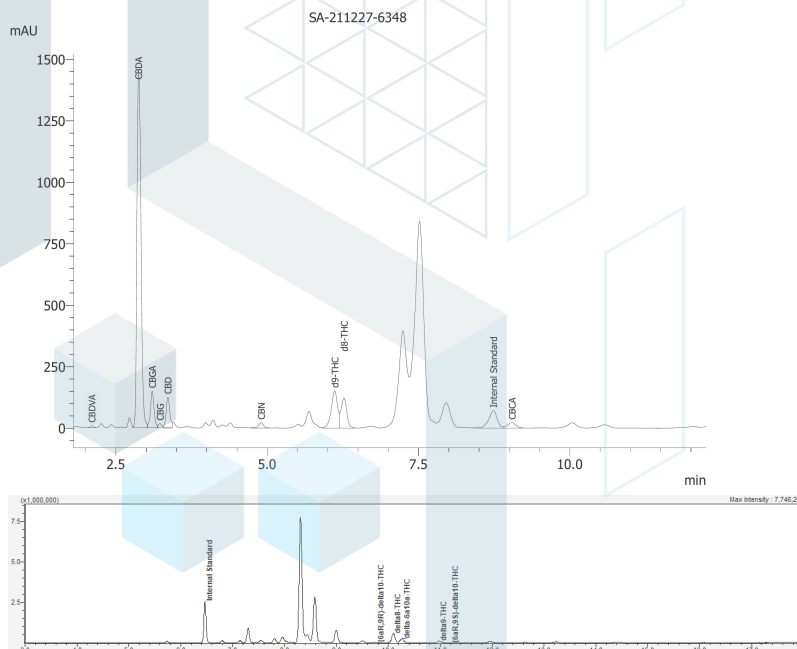 SA-211227-6348
mAU
1500
1250
1000
750
500
250
0
CBDA
CBDVA
CBGA
CBG
CBD
CBN
d9-THC
d8-THC
Internal Standard
CBCA
2.5
5.0
7.5
10.0
min
(x1,000,000)
Max Intensity : 7,746,2
7.5
5.0
2.5
Internal Standard
(6aR,9R)-delta10-THC
delta8-THC
delta-6a10a-THC
delta9-THC
(6aR,9S)-delta10-THC